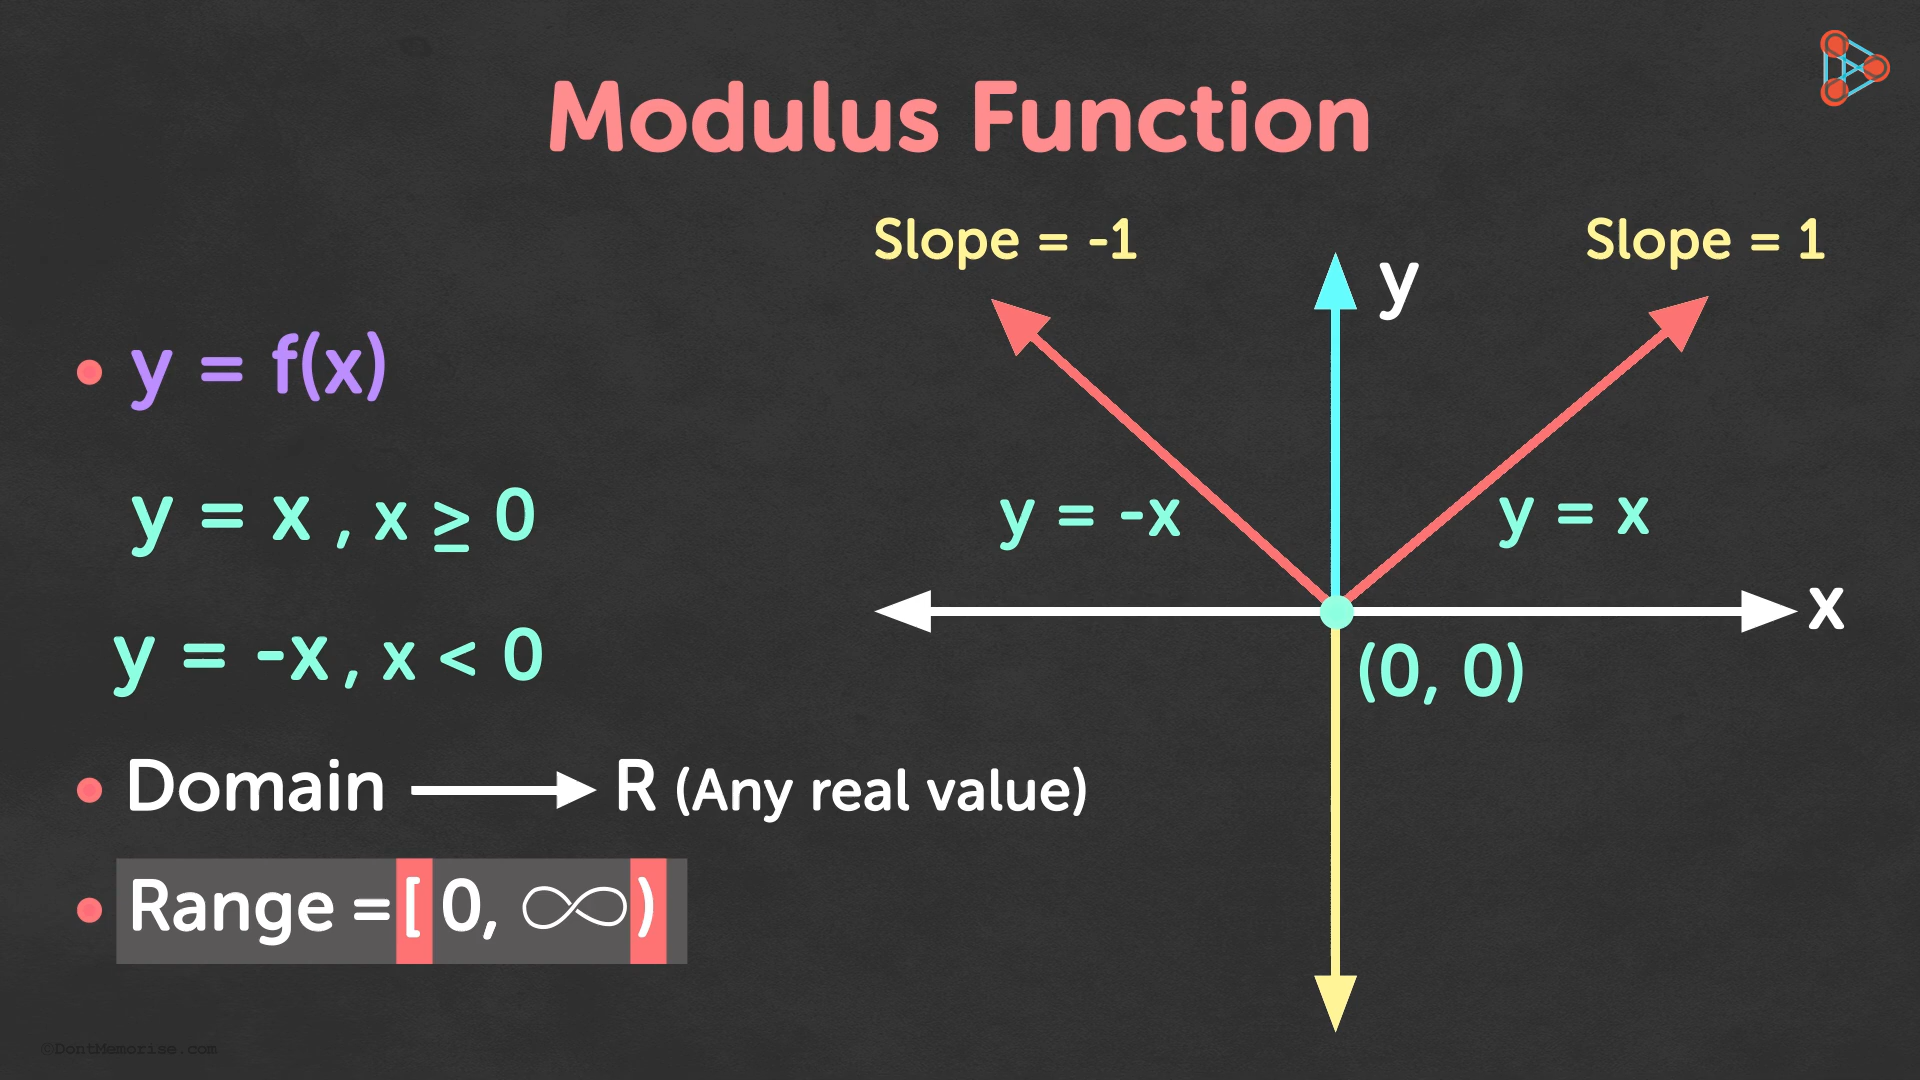 Modulus Function
Slope = -1
Slope = 1
y
• y = f(x)
y = x , x ≥ 0
y = -x
y = x
x
y = -x , x < 0
(0, 0)
• Domain ⟶ R (Any real value)
• Range = [ 0, ∞ )
©DontMemorise.com